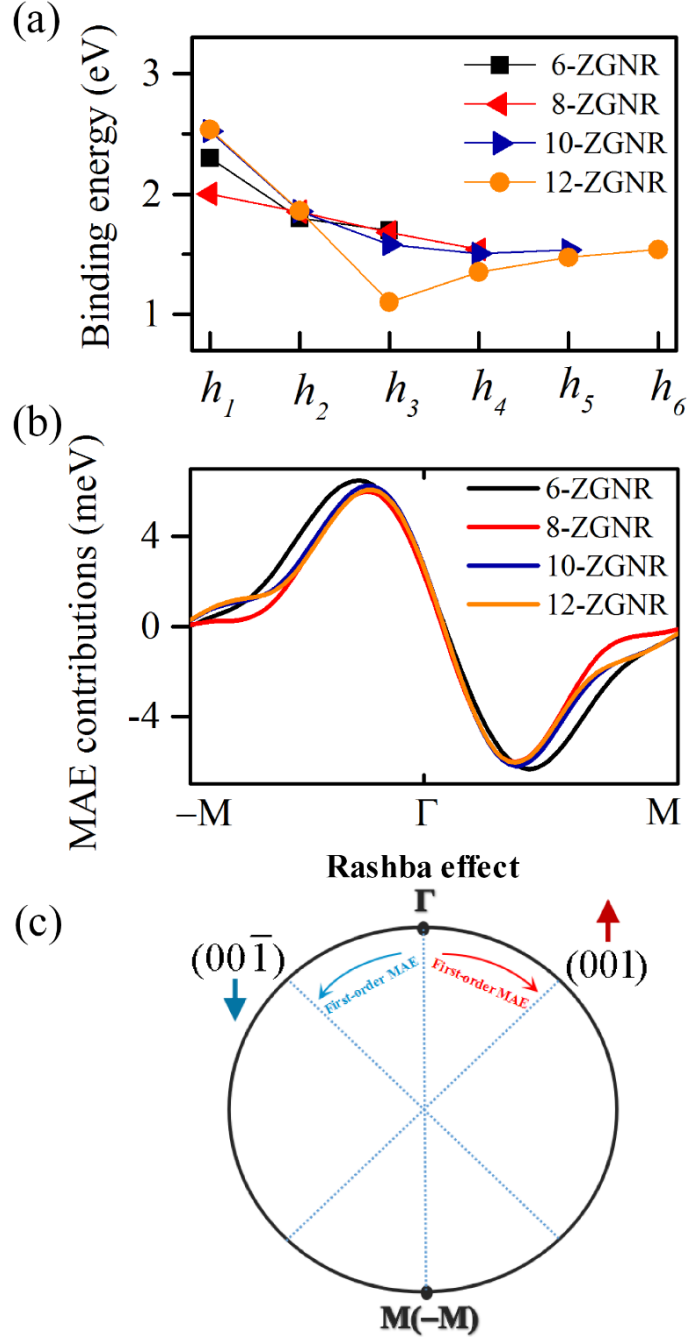 (a)
Binding energy (eV)
3
2
1
6-ZGNR
8-ZGNR
10-ZGNR
12-ZGNR
h₁ h₂ h₃ h₄ h₅ h₆
(b)
MAE contributions (meV)
4
0
-4
6-ZGNR
8-ZGNR
10-ZGNR
12-ZGNR
–M Γ M
Rashba effect
(c)
Γ
(001̅)
First-order MAE
First-order MAE
(001)
M(–M)